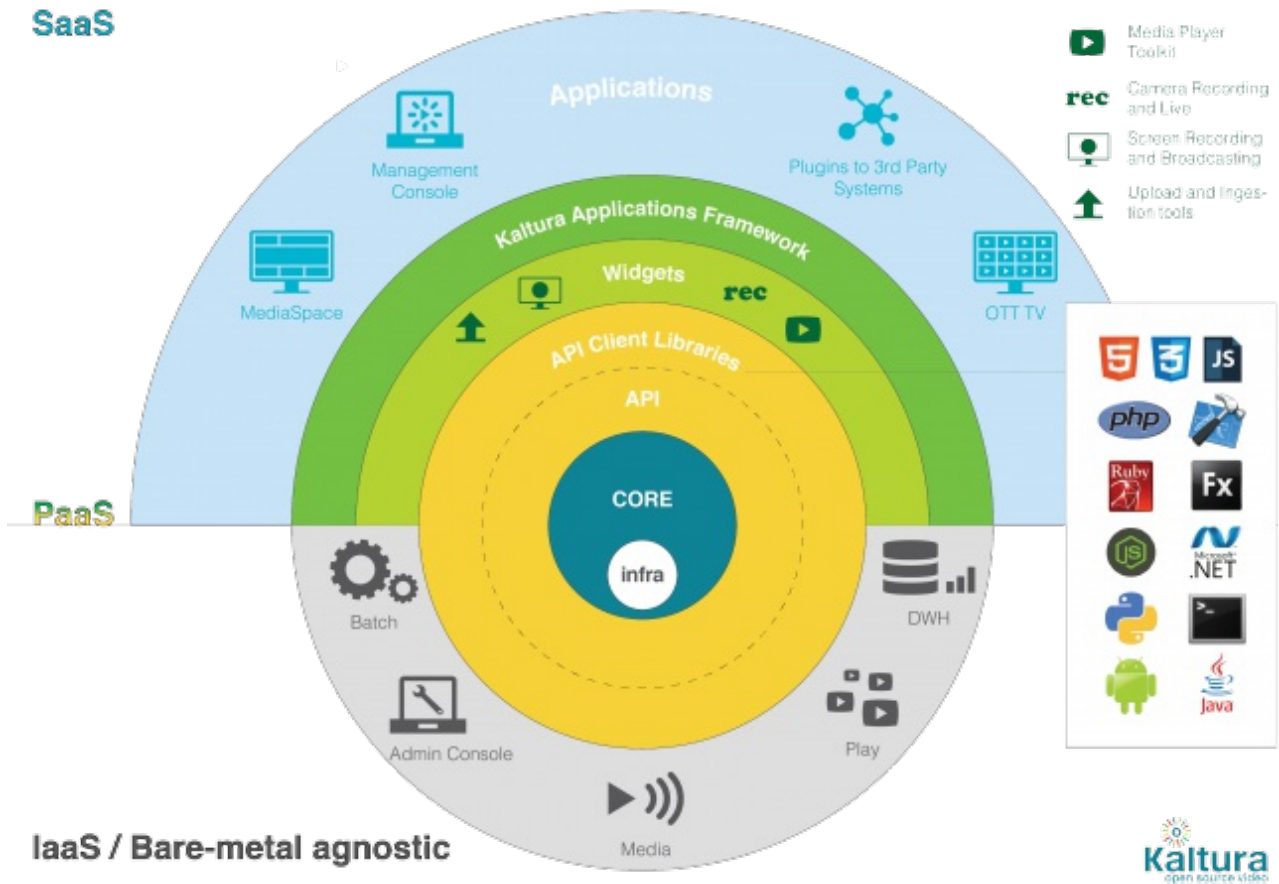 SaaS
Applications
Management
Console
Plugins to 3rd Party
Systems
MediaSpace
OTT TV
Kaltura Applications Framework
Widgets
rec
API Client Libraries
API
CORE
infra
PaaS
Batch
DWH
Admin Console
Play
Media
IaaS / Bare-metal agnostic
Media Player
Toolkit
rec
Camera Recording
and Live
Screen Recording
and Broadcasting
Upload and Inges-
tion tools
5
3
JS
php
Ruby
Fx
JS
Microsoft
.NET
>_
Java
Kaltura
open source video